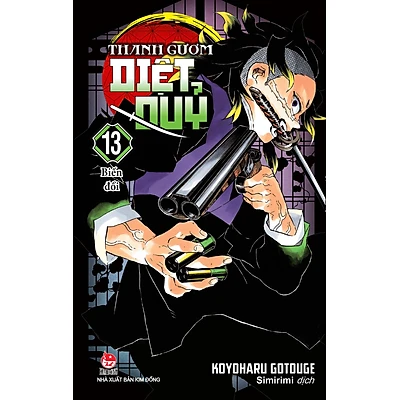 THANH GƯƠM
DIỆT
QUỶ
13
Biến
đổi
KOYOHARU GOTOUGE
Simirimi dịch
NHÀ XUẤT BẢN KIM ĐỒNG